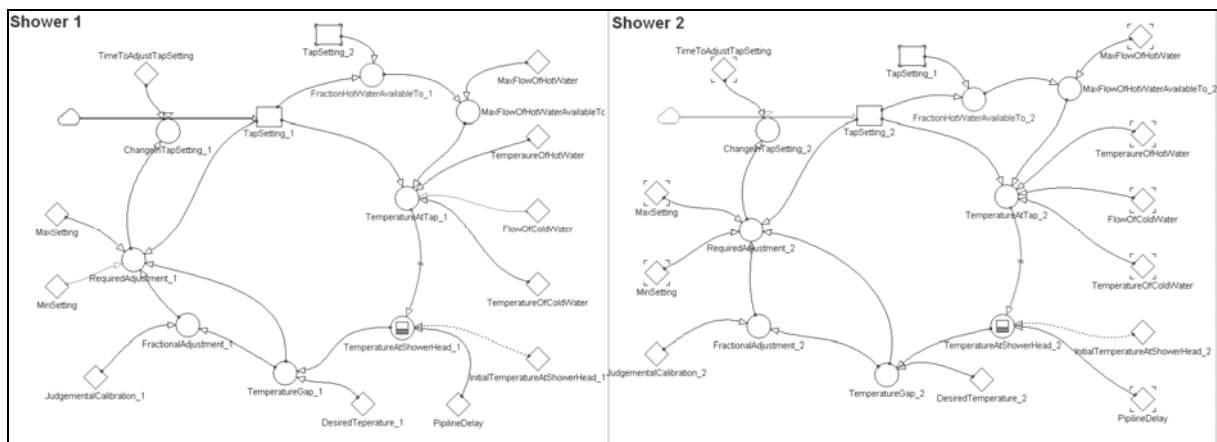 Shower 1
TimeToAdjustTapSetting
TapSetting_2
FractionHotWaterAvailableTo_1
MaxFlowOfHotWater
MaxFlowOfHotWaterAvailableTo
TapSetting_1
ChangeInTapSetting_1
TemperaureOfHotWater
TemperatureAtTap_1
FlowOfColdWater
MaxSetting
RequiredAdjustment_1
MinSetting
TemperatureOfColdWater
FractionalAdjustment_1
TemperatureAtShowerHead_1
InitialTemperatureAtShowerHead_1
JudgementalCalibration_1
TemperatureGap_1
DesiredTeperature_1
PipilineDelay
Shower 2
TimeToAdjustTapSetting
TapSetting_1
MaxFlowOfHotWater
MaxFlowOfHotWaterAvailableTo_2
FractionHotWaterAvailableTo_2
TapSetting_2
ChangeInTapSetting_2
TemperaureOfHotWater
MaxSetting
TemperatureAtTap_2
FlowOfColdWater
RequiredAdjustment_2
MinSetting
TemperatureOfColdWater
FractionalAdjustment_2
TemperatureAtShowerHead_2
InitialTemperatureAtShowerHead_2
JudgementalCalibration_2
TemperatureGap_2
DesiredTemperature_2
PipilineDelay